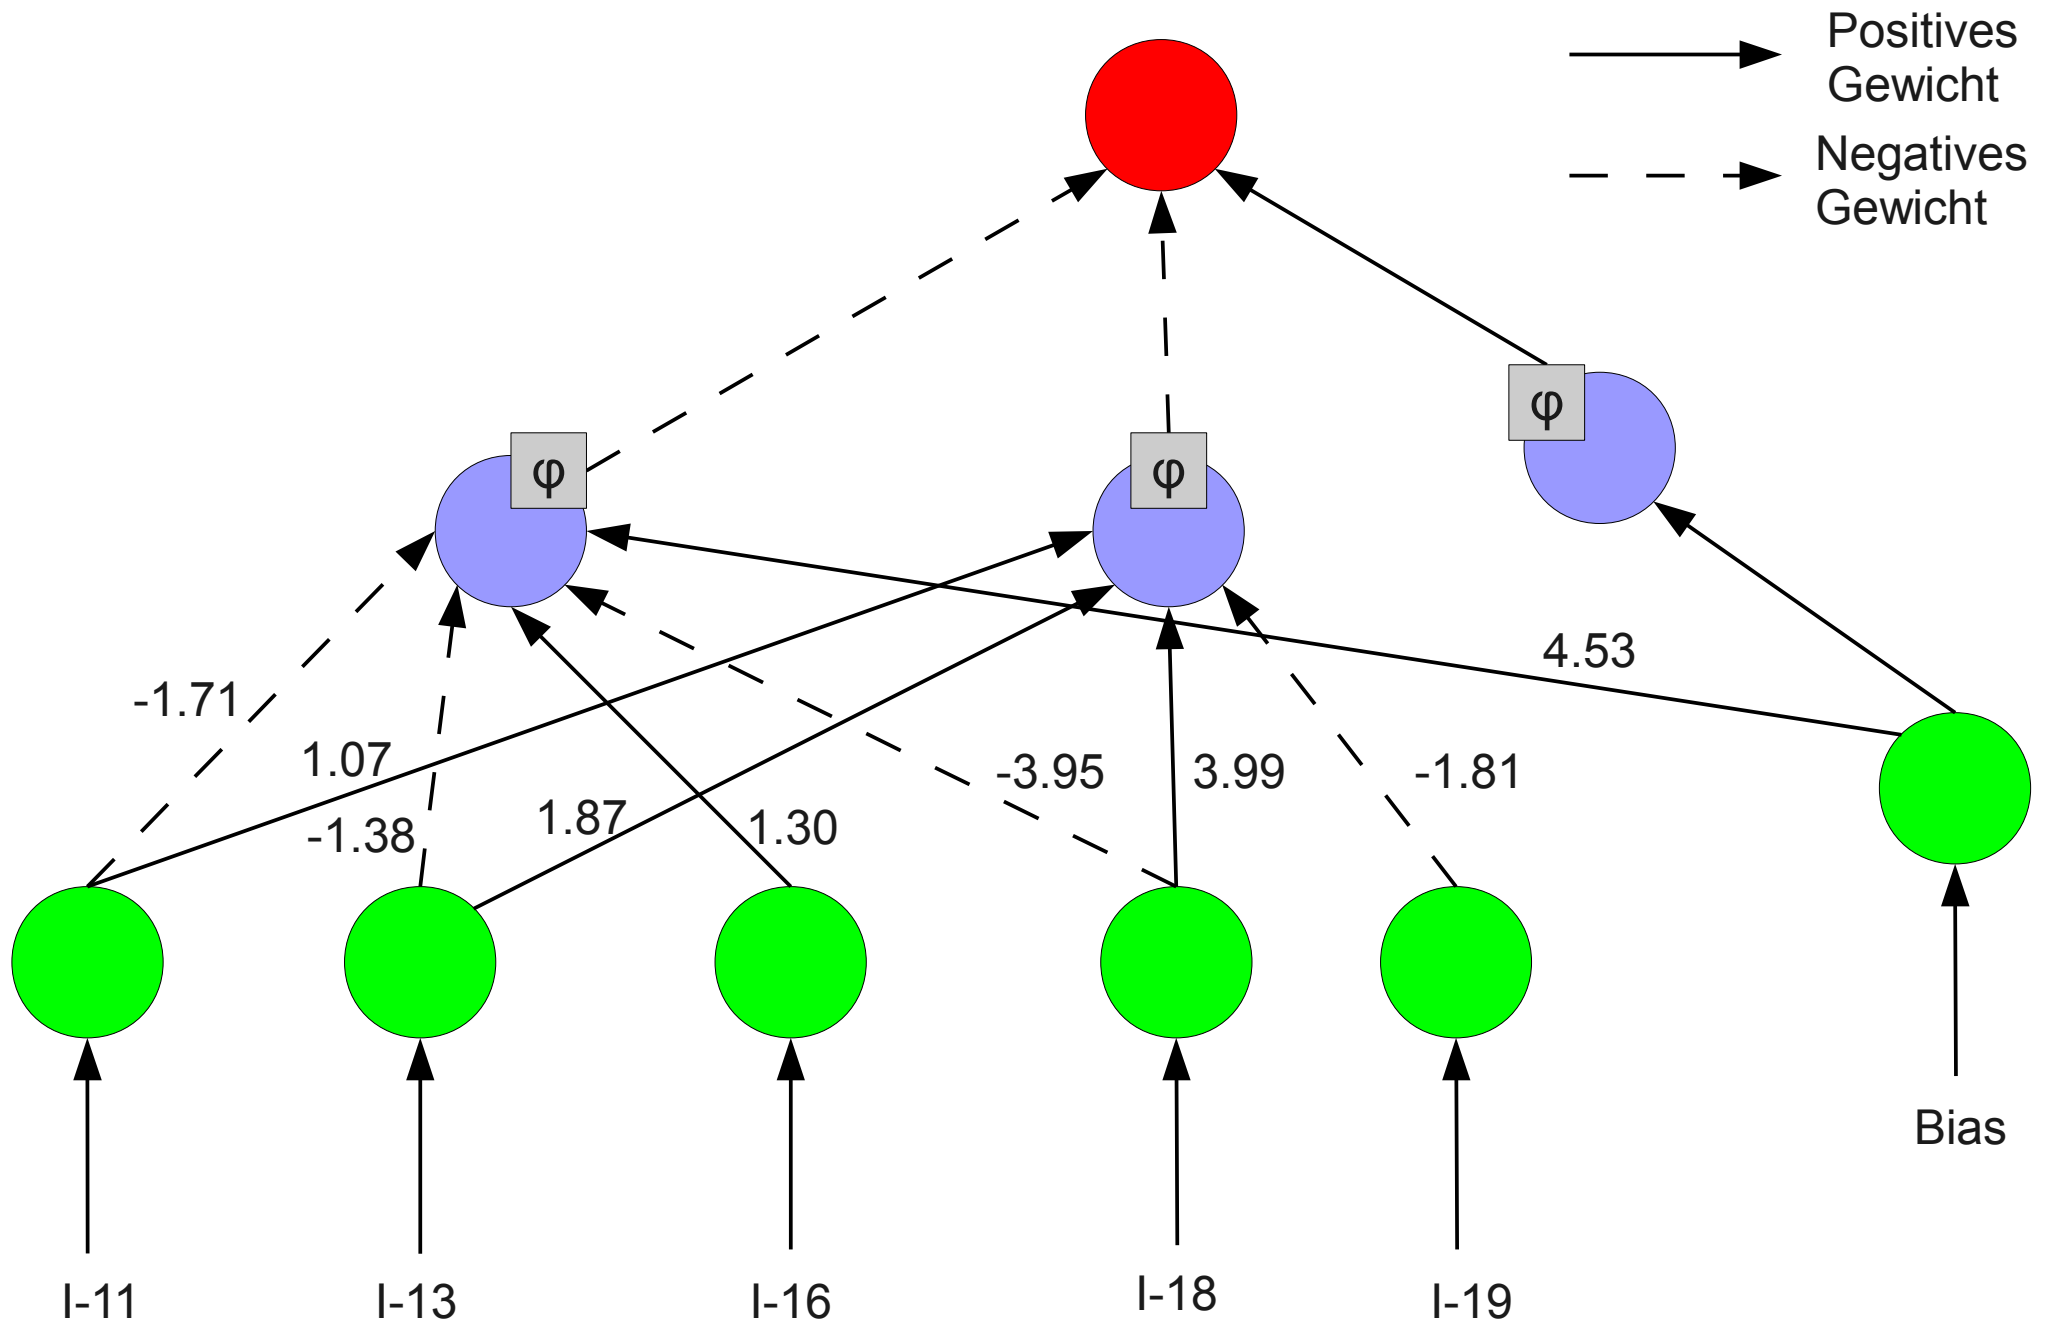 Positives
Gewicht
Negatives
Gewicht
φ
φ
φ
4.53
-1.71
1.07
-3.95
3.99
-1.81
-1.38
1.87
1.30
Bias
I-11
I-13
I-16
I-18
I-19